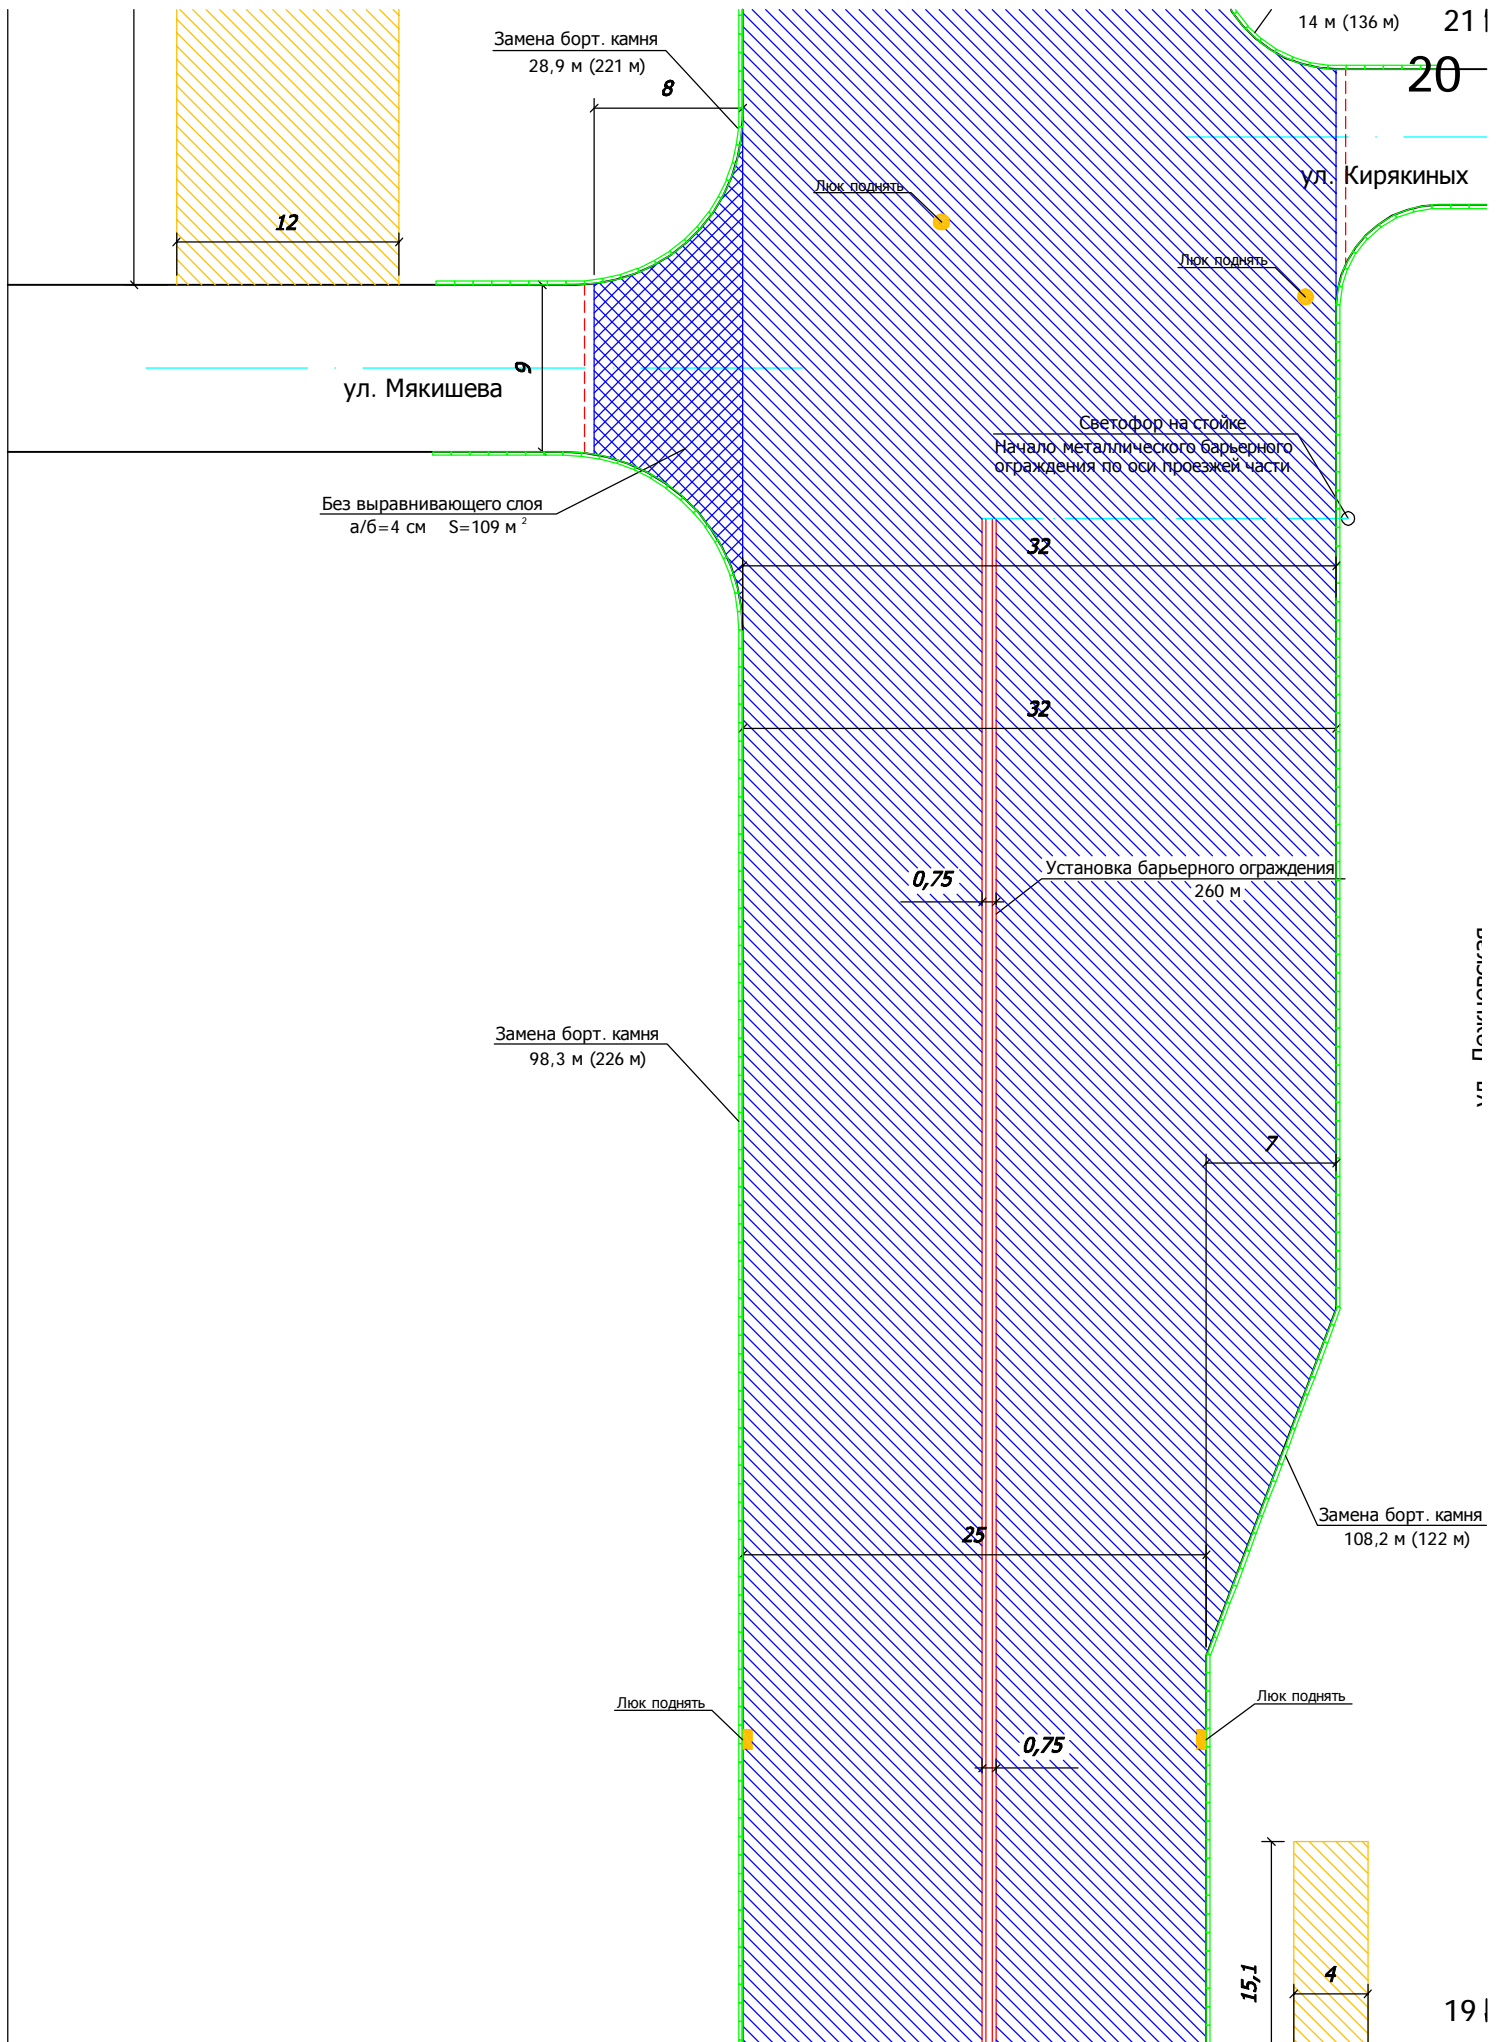 14 м (136 м)
21
20
Замена борт. камня
28,9 м (221 м)
8
ул. Кирякиных
Люк поднять
12
Люк поднять
9
ул. Мякишева
Светофор на стойке
Начало металлического барьерного
ограждения по оси проезжей части
Без выравнивающего слоя
а/б=4 см S=109 м²
32
32
Установка барьерного ограждения
260 м
0,75
Замена борт. камня
98,3 м (226 м)
7
Замена борт. камня
108,2 м (122 м)
25
Люк поднять
Люк поднять
0,75
15,1
4
19